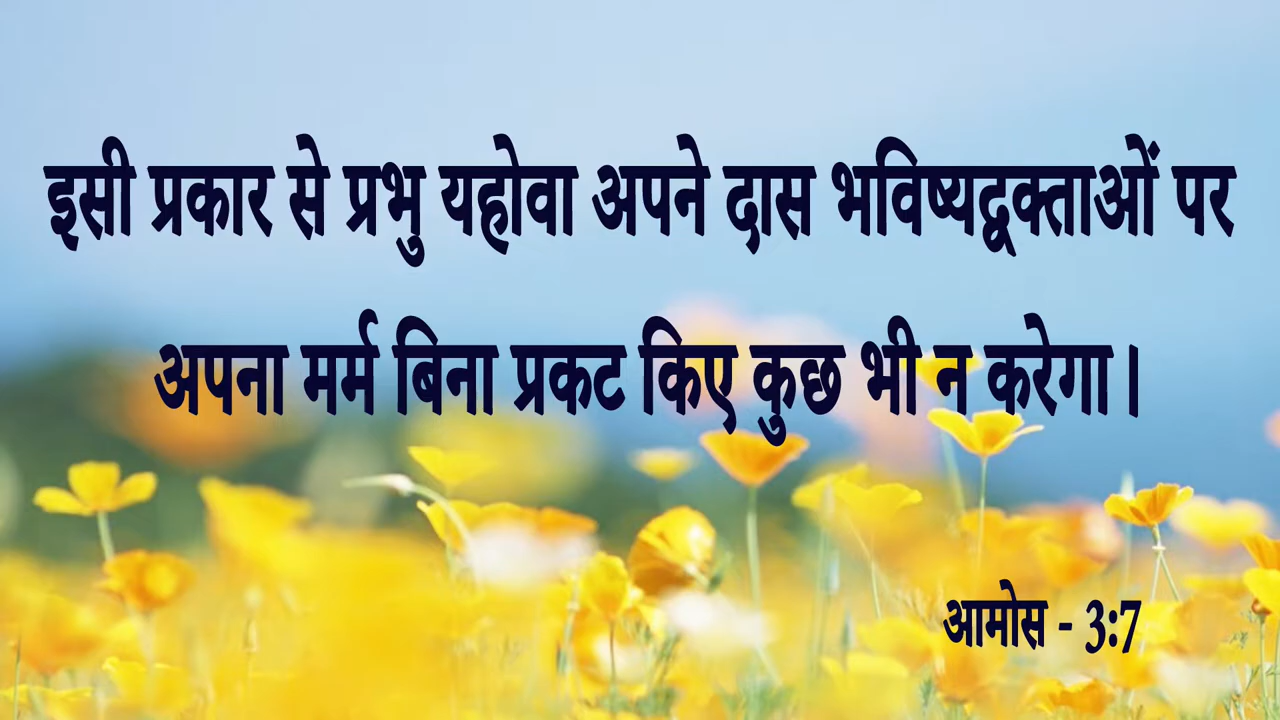 इसी प्रकार से प्रभु यहोवा अपने दास भविष्यद्वक्ताओं पर
अपना मर्म बिना प्रकट किए कुछ भी न करेगा।
आमोस - 3:7